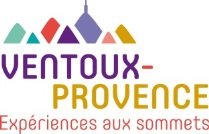 VENTOUX-
PROVENCE
Expériences aux sommets